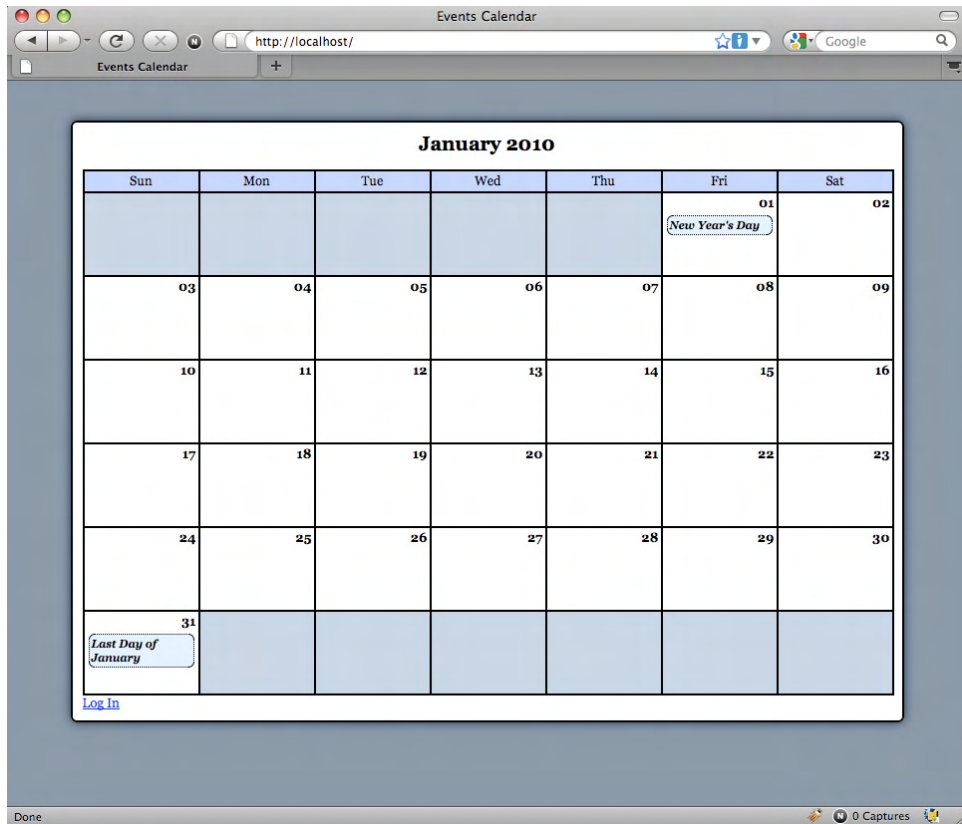 Events Calendar
N
http://localhost/
Google
Events Calendar
+
January 2010
Sun Mon Tue Wed Thu Fri Sat
01 02
New Year's Day
03 04 05 06 07 08 09
10 11 12 13 14 15 16
17 18 19 20 21 22 23
24 25 26 27 28 29 30
31
Last Day of
January
Log In
Done
N 0 Captures